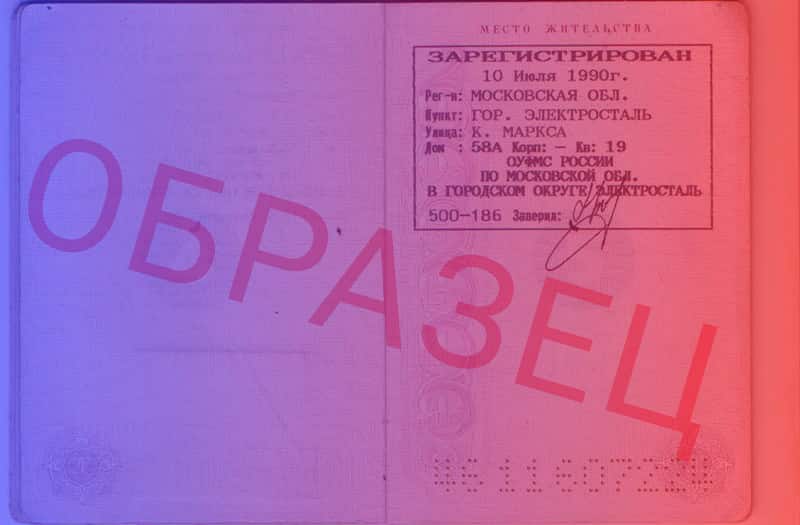 МЕСТО ЖИТЕЛЬСТВА
ЗАРЕГИСТРИРОВАН
10 Июля 1990г.
Рег-н: МОСКОВСКАЯ ОБЛ.
Пункт: ГОР. ЭЛЕКТРОСТАЛЬ
Улица: К. МАРКСА
Дом : 58А Корп: – Кв: 19
ОУФМС РОССИИ
ПО МОСКОВСКОЙ ОБЛ.
В ГОРОДСКОМ ОКРУГЕ ЭЛЕКТРОСТАЛЬ
500-186 Заверил:
ОБРАЗЕЦ